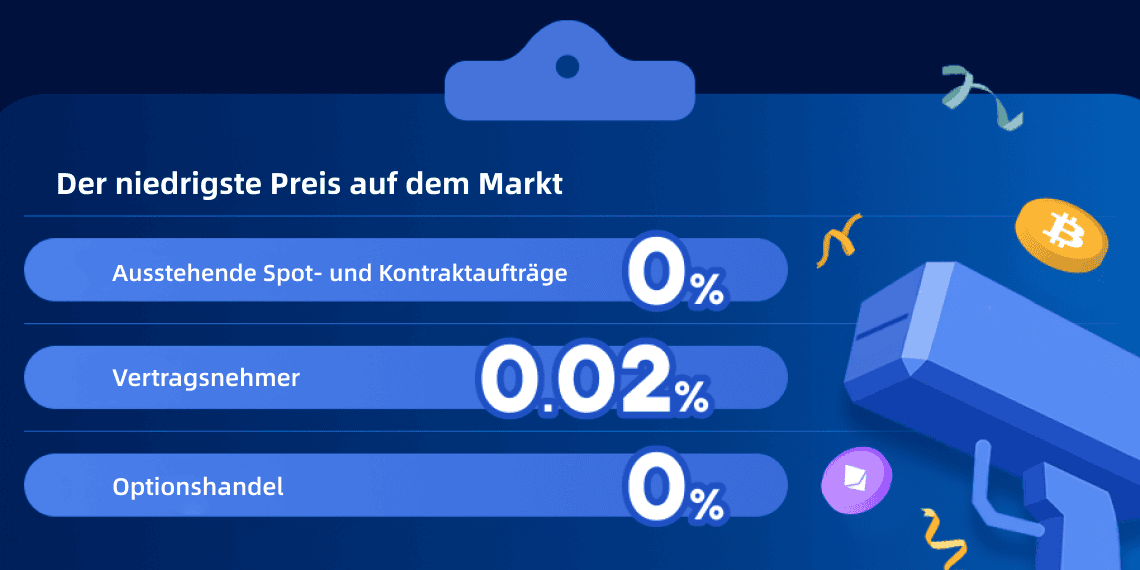 Der niedrigste Preis auf dem Markt
Ausstehende Spot- und Kontraktaufträge 0%
Vertragsnehmer 0.02%
Optionshandel 0%